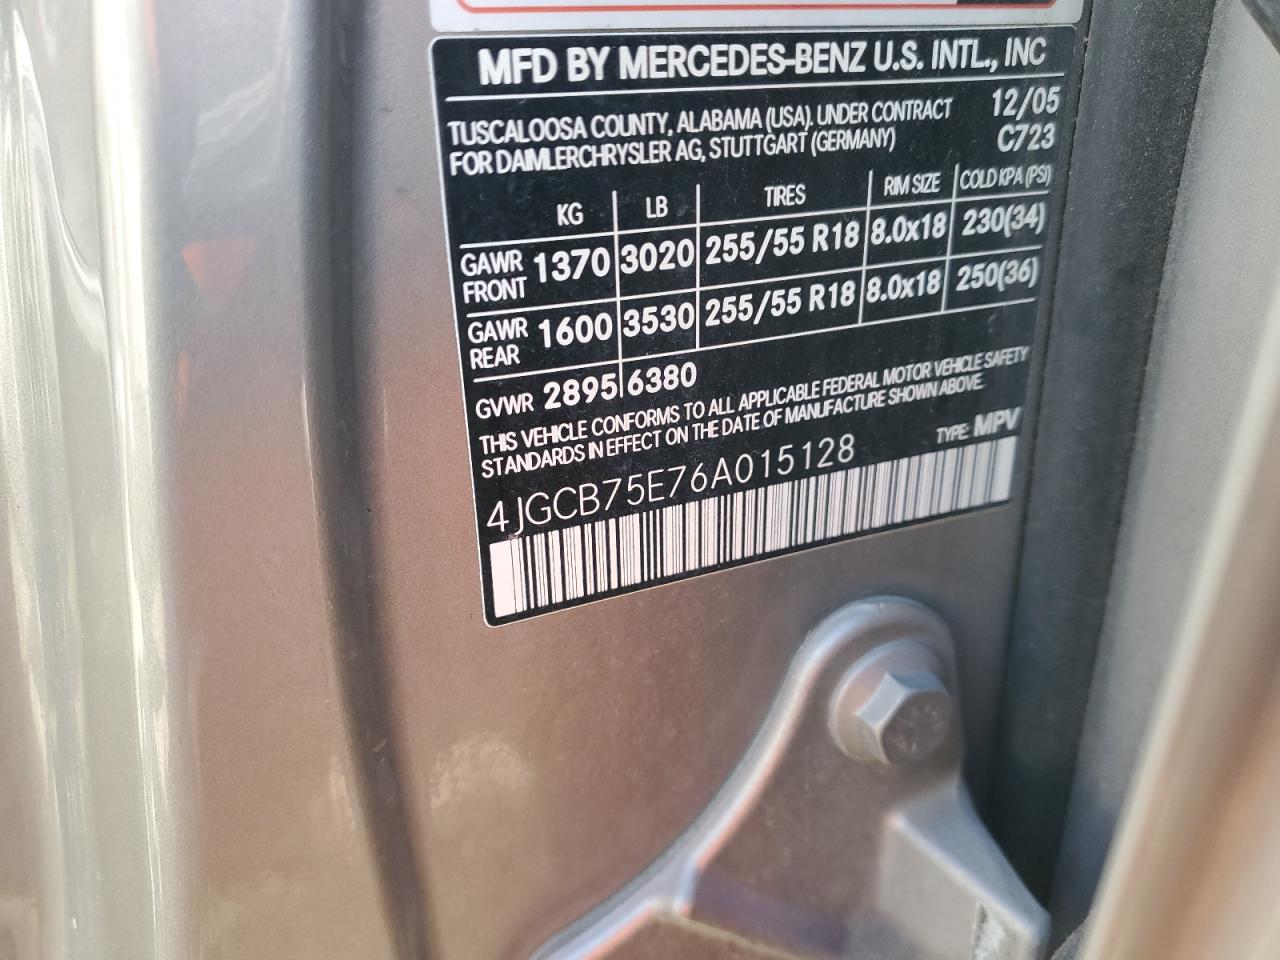 MFD BY MERCEDES-BENZ U.S. INTL., INC
TUSCALOOSA COUNTY, ALABAMA (USA). UNDER CONTRACT 12/05
FOR DAIMLERCHRYSLER AG, STUTTGART (GERMANY) C723
KG LB TIRES RIM SIZE COLD KPA (PSI)
GAWR FRONT 1370 3020 255/55 R18 8.0x18 230(34)
GAWR REAR 1600 3530 255/55 R18 8.0x18 250(36)
GVWR 2895 6380
THIS VEHICLE CONFORMS TO ALL APPLICABLE FEDERAL MOTOR VEHICLE SAFETY
STANDARDS IN EFFECT ON THE DATE OF MANUFACTURE SHOWN ABOVE.
4JGCB75E76A015128 TYPE: MPV